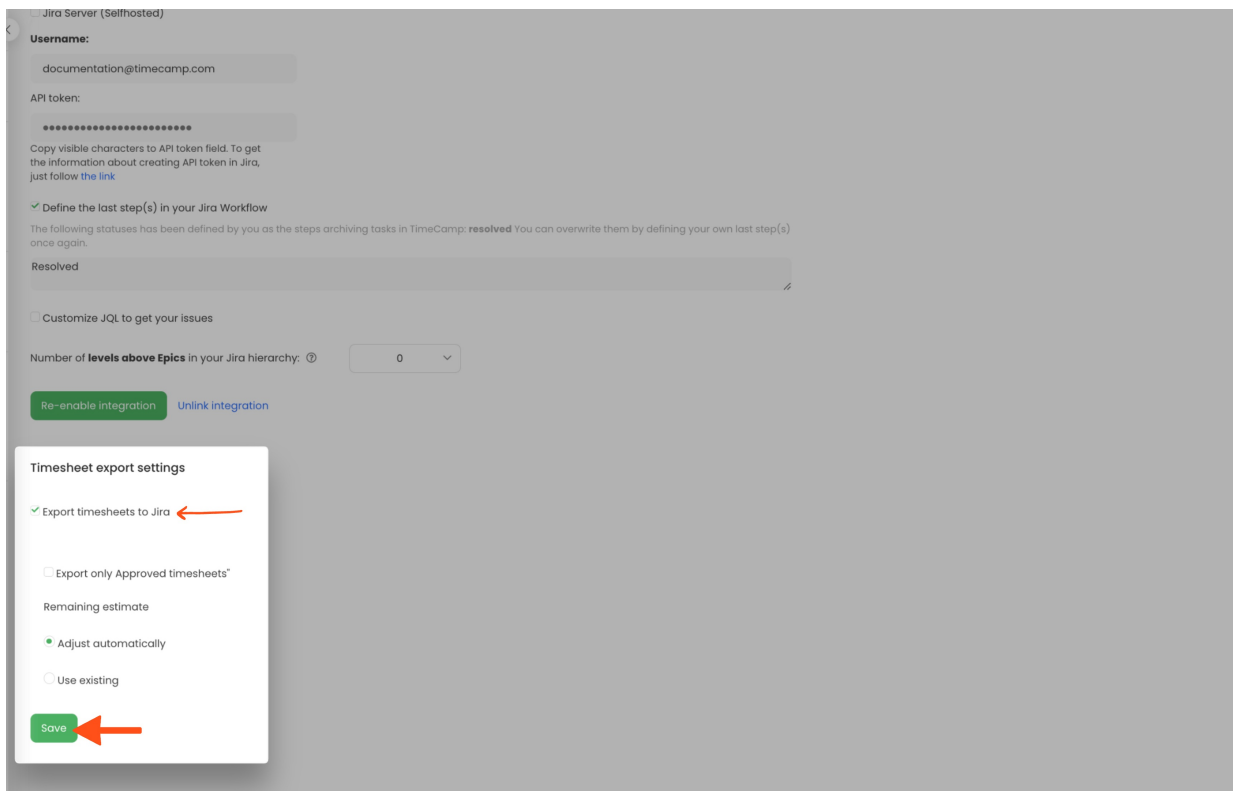 Jira Server (Selfhosted)
Username:
documentation@timecamp.com
API token:
••••••••••••••••••••••••
Copy visible characters to API token field. To get
the information about creating API token in Jira,
just follow the link
Define the last step(s) in your Jira Workflow
The following statuses has been defined by you as the steps archiving tasks in TimeCamp: resolved You can overwrite them by defining your own last step(s)
once again.
Resolved
Customize JQL to get your issues
Number of levels above Epics in your Jira hierarchy: ? 0
Re-enable integration Unlink integration
Timesheet export settings
Export timesheets to Jira
Export only Approved timesheets"
Remaining estimate
Adjust automatically
Use existing
Save